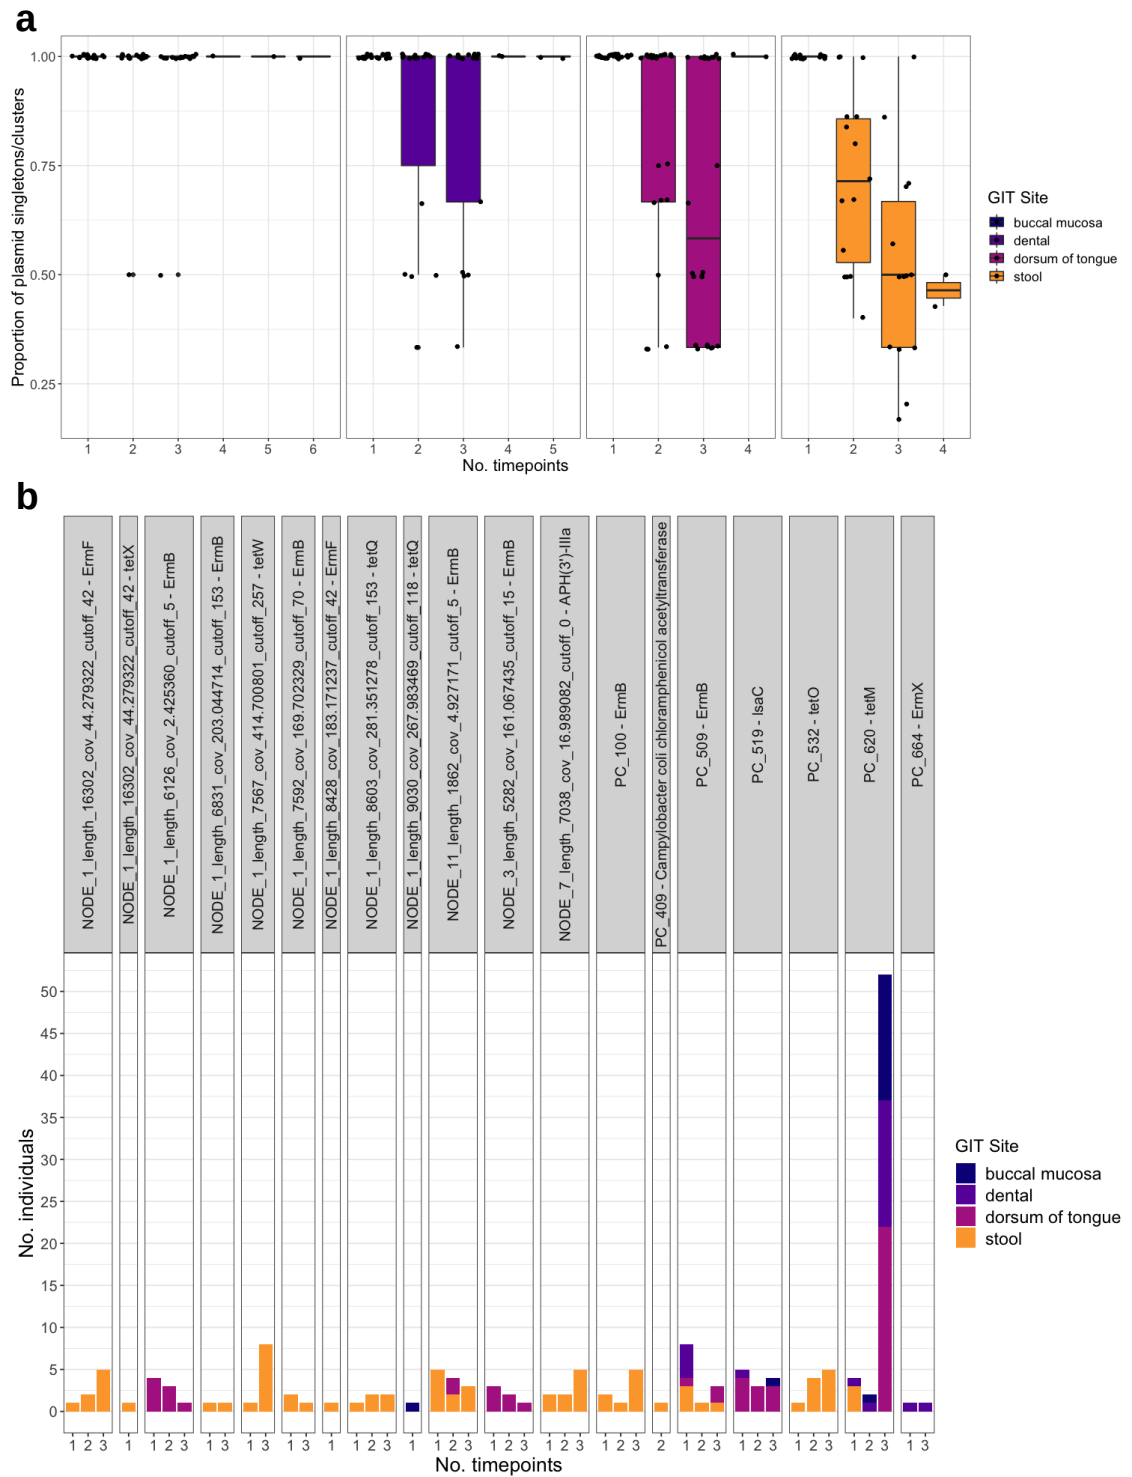 a
Proportion of plasmid singletons/clusters
1.00
0.75
0.50
0.25
1 2 3 4 5 6
1 2 3 4 5
1 2 3 4
1 2 3 4
No. timepoints
GIT Site
buccal mucosa
dental
dorsum of tongue
stool
b
NODE_1_length_16302_cov_44.279322_cutoff_42 - ErmF
NODE_1_length_16302_cov_44.279322_cutoff_42 - tetX
NODE_1_length_6126_cov_2.425360_cutoff_5 - ErmB
NODE_1_length_6831_cov_203.044714_cutoff_153 - ErmB
NODE_1_length_7567_cov_414.700801_cutoff_257 - tetW
NODE_1_length_7592_cov_169.702329_cutoff_70 - ErmB
NODE_1_length_8428_cov_183.171237_cutoff_42 - ErmF
NODE_1_length_8603_cov_281.351278_cutoff_153 - tetQ
NODE_1_length_9030_cov_267.983469_cutoff_118 - tetQ
NODE_11_length_1862_cov_4.927171_cutoff_5 - ErmB
NODE_3_length_5282_cov_161.067435_cutoff_15 - ErmB
NODE_7_length_7038_cov_16.989082_cutoff_0 - APH(3')-IIIa
PC_100 - ErmB
PC_409 - Campylobacter coli chloramphenicol acetyltransferase
PC_509 - ErmB
PC_519 - lsaC
PC_532 - tetO
PC_620 - tetM
PC_664 - ErmX
No. individuals
50
45
40
35
30
25
20
15
10
5
0
1 2 3
1
1 2 3
1 3
1 3
1 3
1
1 2 3
1
1 2 3
1 2 3
1 2 3
1 2 3
2
1 2 3
1 2 3
1 2 3
1 2 3
1 3
No. timepoints
GIT Site
buccal mucosa
dental
dorsum of tongue
stool